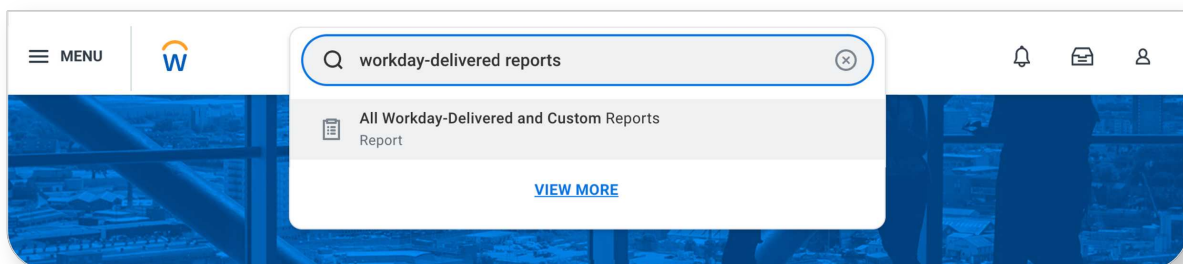 MENU
W
workday-delivered reports
All Workday-Delivered and Custom Reports
Report
VIEW MORE